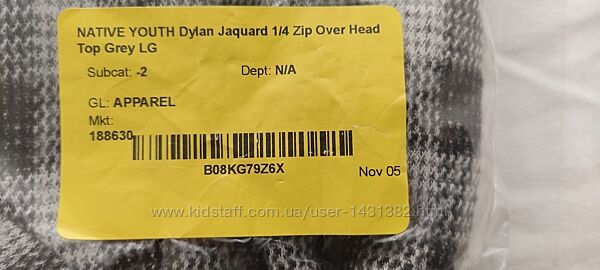 NATIVE YOUTH Dylan Jaquard 1/4 Zip Over Head
Top Grey LG
Subcat: -2 Dept: N/A
GL: APPAREL
Mkt:
188630
B08KG79Z6X
Nov 05
www.kidstaff.com.ua/user-1431382.html